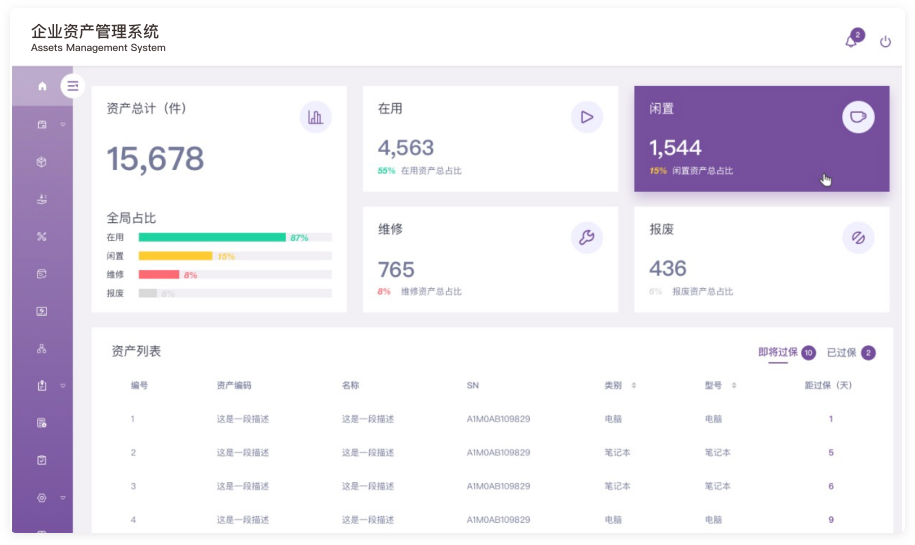 企业资产管理系统
Assets Management System
2
资产总计（件）
15,678
全局占比
在用 87%
闲置 15%
维修 8%
报废 6%
在用
4,563
55% 在用资产总占比
闲置
1,544
15% 闲置资产总占比
维修
765
8% 维修资产总占比
报废
436
6% 报废资产总占比
资产列表
即将过保 10 已过保 2
编号 资产编码 名称 SN 类别 型号 距过保（天）
1 这是一段描述 这是一段描述 A1M0AB109829 电脑 电脑 1
2 这是一段描述 这是一段描述 A1M0AB109829 笔记本 笔记本 5
3 这是一段描述 这是一段描述 A1M0AB109829 笔记本 笔记本 6
4 这是一段描述 这是一段描述 A1M0AB109829 电脑 电脑 9